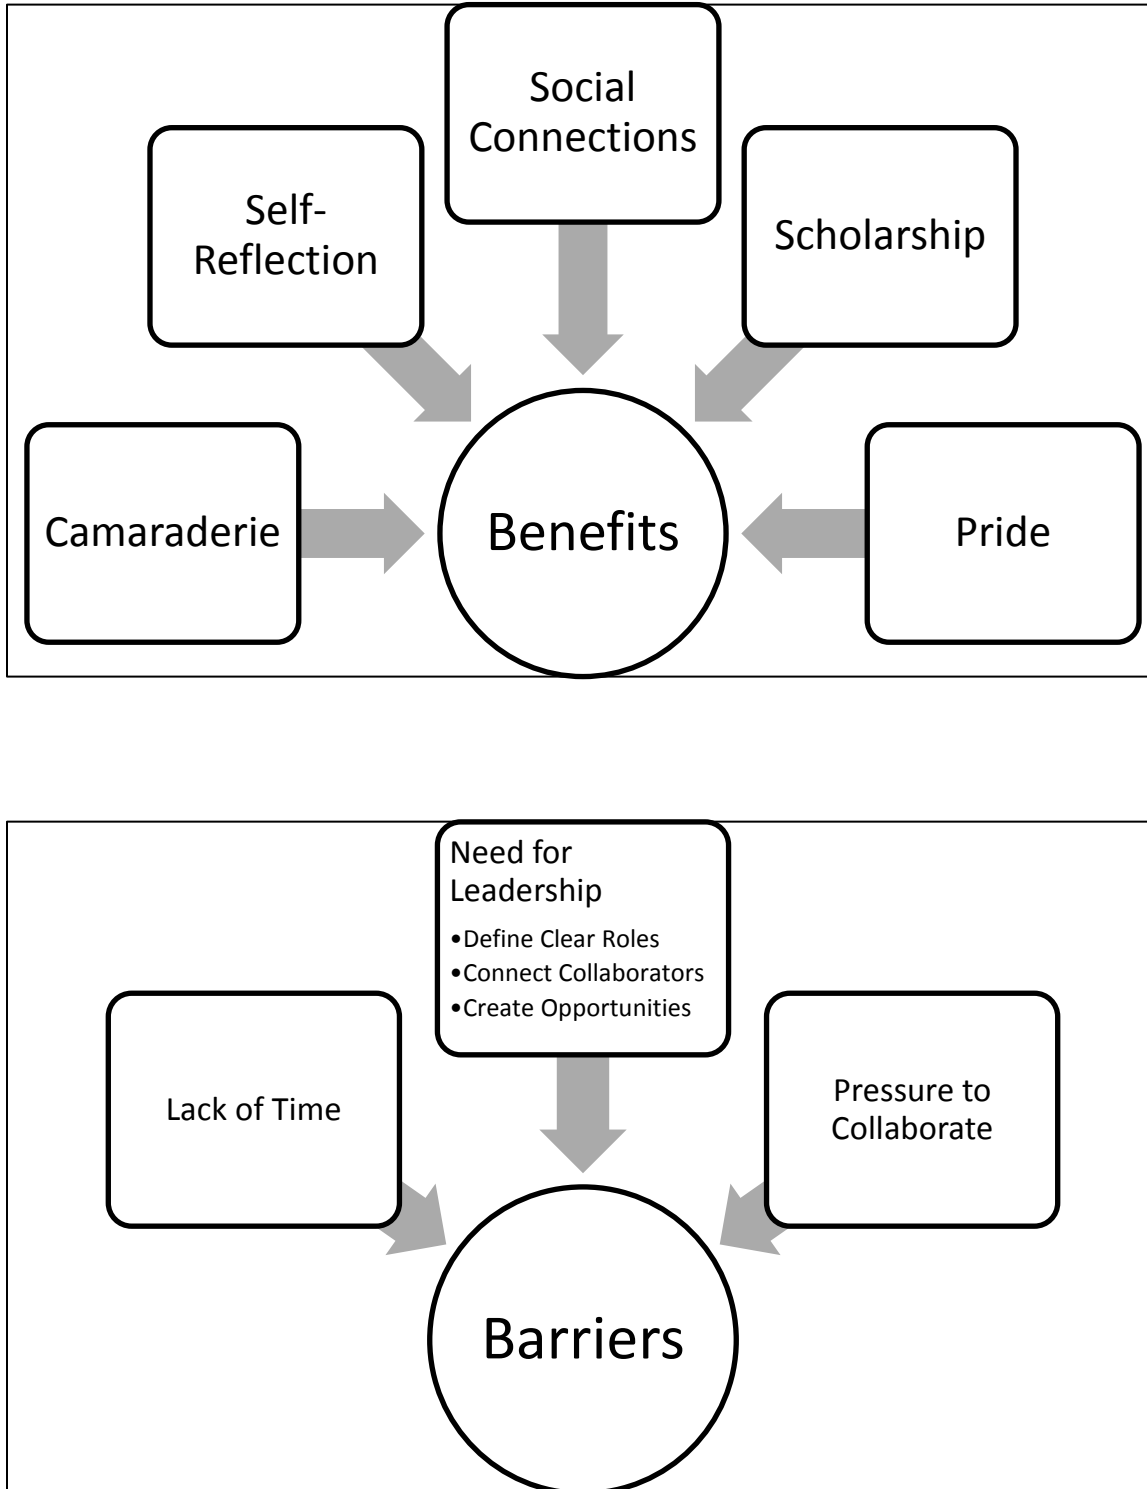 Social
Connections
Self-
Reflection
Scholarship
Camaraderie
Benefits
Pride
Need for
Leadership
•Define Clear Roles
•Connect Collaborators
•Create Opportunities
Lack of Time
Pressure to
Collaborate
Barriers